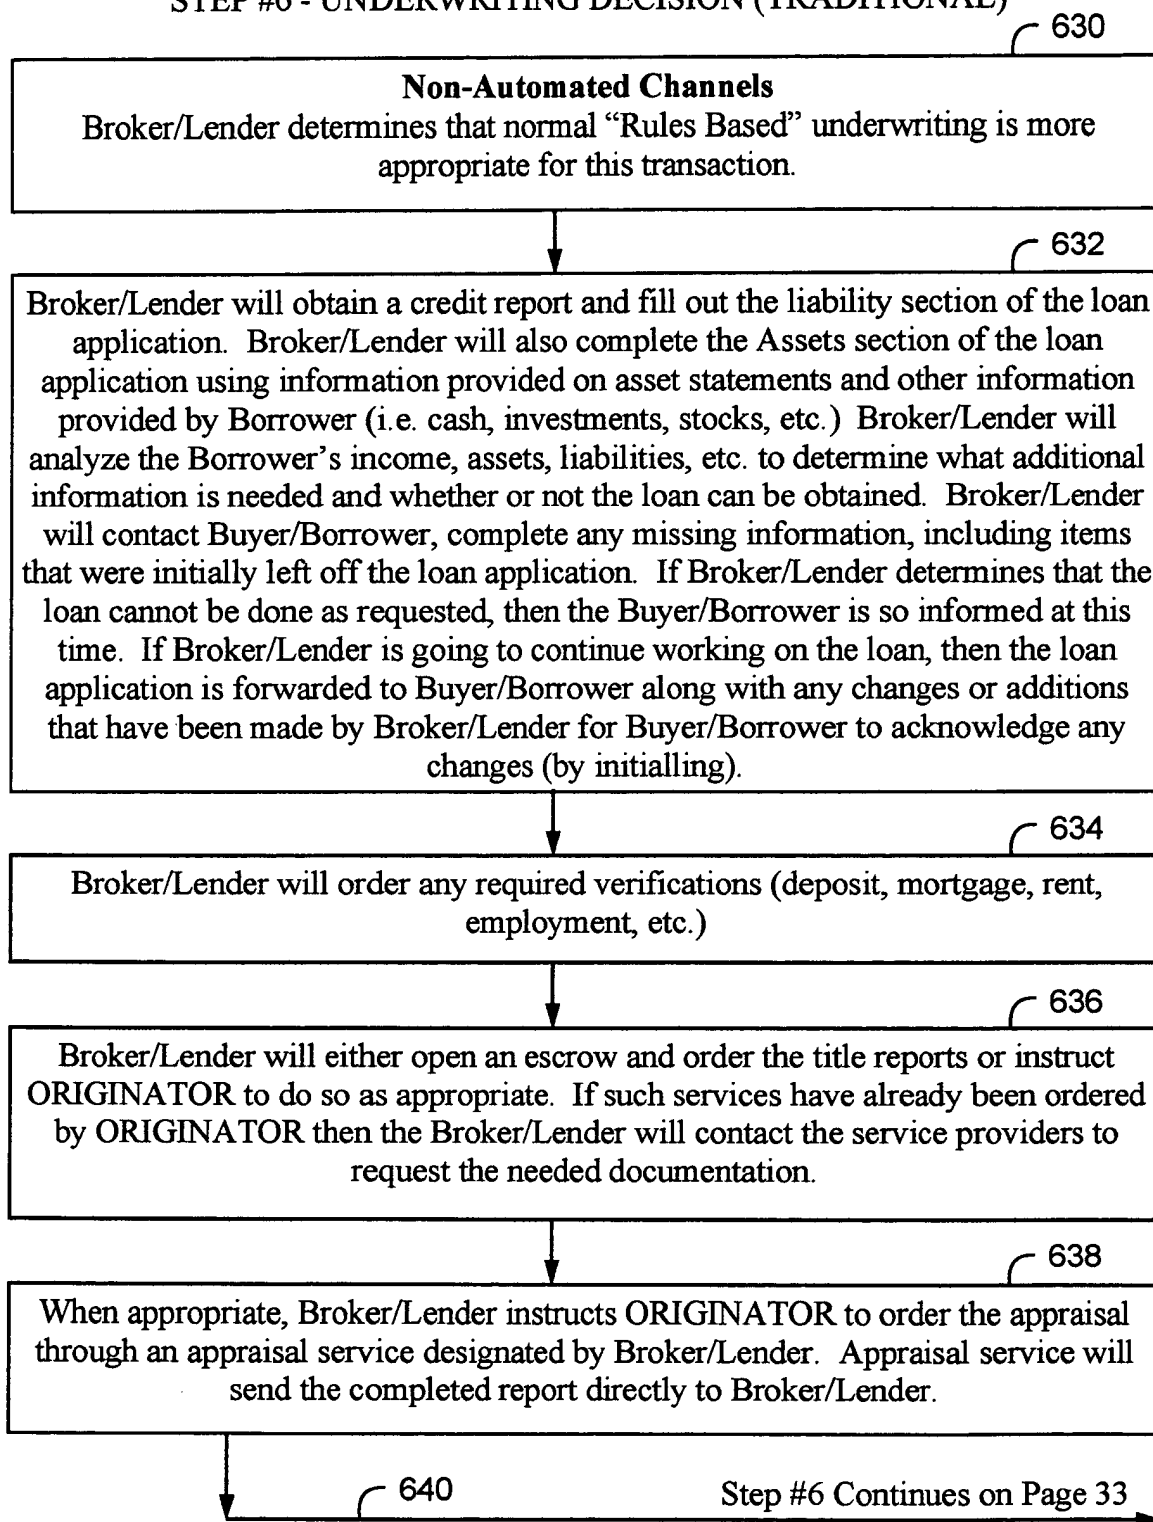 STEP #6 - UNDERWRITING DECISION (TRADITIONAL)
630
Non-Automated Channels
Broker/Lender determines that normal “Rules Based” underwriting is more
appropriate for this transaction.
632
Broker/Lender will obtain a credit report and fill out the liability section of the loan
application. Broker/Lender will also complete the Assets section of the loan
application using information provided on asset statements and other information
provided by Borrower (i.e. cash, investments, stocks, etc.) Broker/Lender will
analyze the Borrower’s income, assets, liabilities, etc. to determine what additional
information is needed and whether or not the loan can be obtained. Broker/Lender
will contact Buyer/Borrower, complete any missing information, including items
that were initially left off the loan application. If Broker/Lender determines that the
loan cannot be done as requested, then the Buyer/Borrower is so informed at this
time. If Broker/Lender is going to continue working on the loan, then the loan
application is forwarded to Buyer/Borrower along with any changes or additions
that have been made by Broker/Lender for Buyer/Borrower to acknowledge any
changes (by initialling).
634
Broker/Lender will order any required verifications (deposit, mortgage, rent,
employment, etc.)
636
Broker/Lender will either open an escrow and order the title reports or instruct
ORIGINATOR to do so as appropriate. If such services have already been ordered
by ORIGINATOR then the Broker/Lender will contact the service providers to
request the needed documentation.
638
When appropriate, Broker/Lender instructs ORIGINATOR to order the appraisal
through an appraisal service designated by Broker/Lender. Appraisal service will
send the completed report directly to Broker/Lender.
640
Step #6 Continues on Page 33